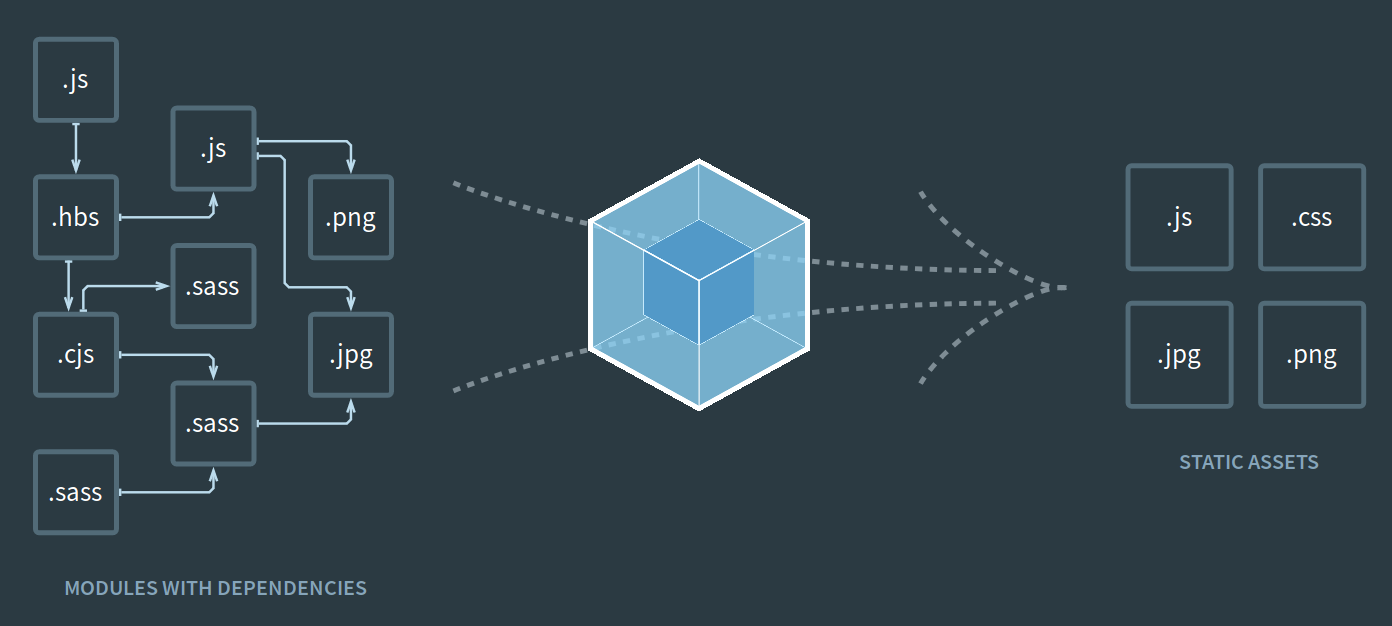 .js
.js
.hbs
.png
.sass
.cjs
.jpg
.sass
.sass
MODULES WITH DEPENDENCIES
.js
.css
.jpg
.png
STATIC ASSETS